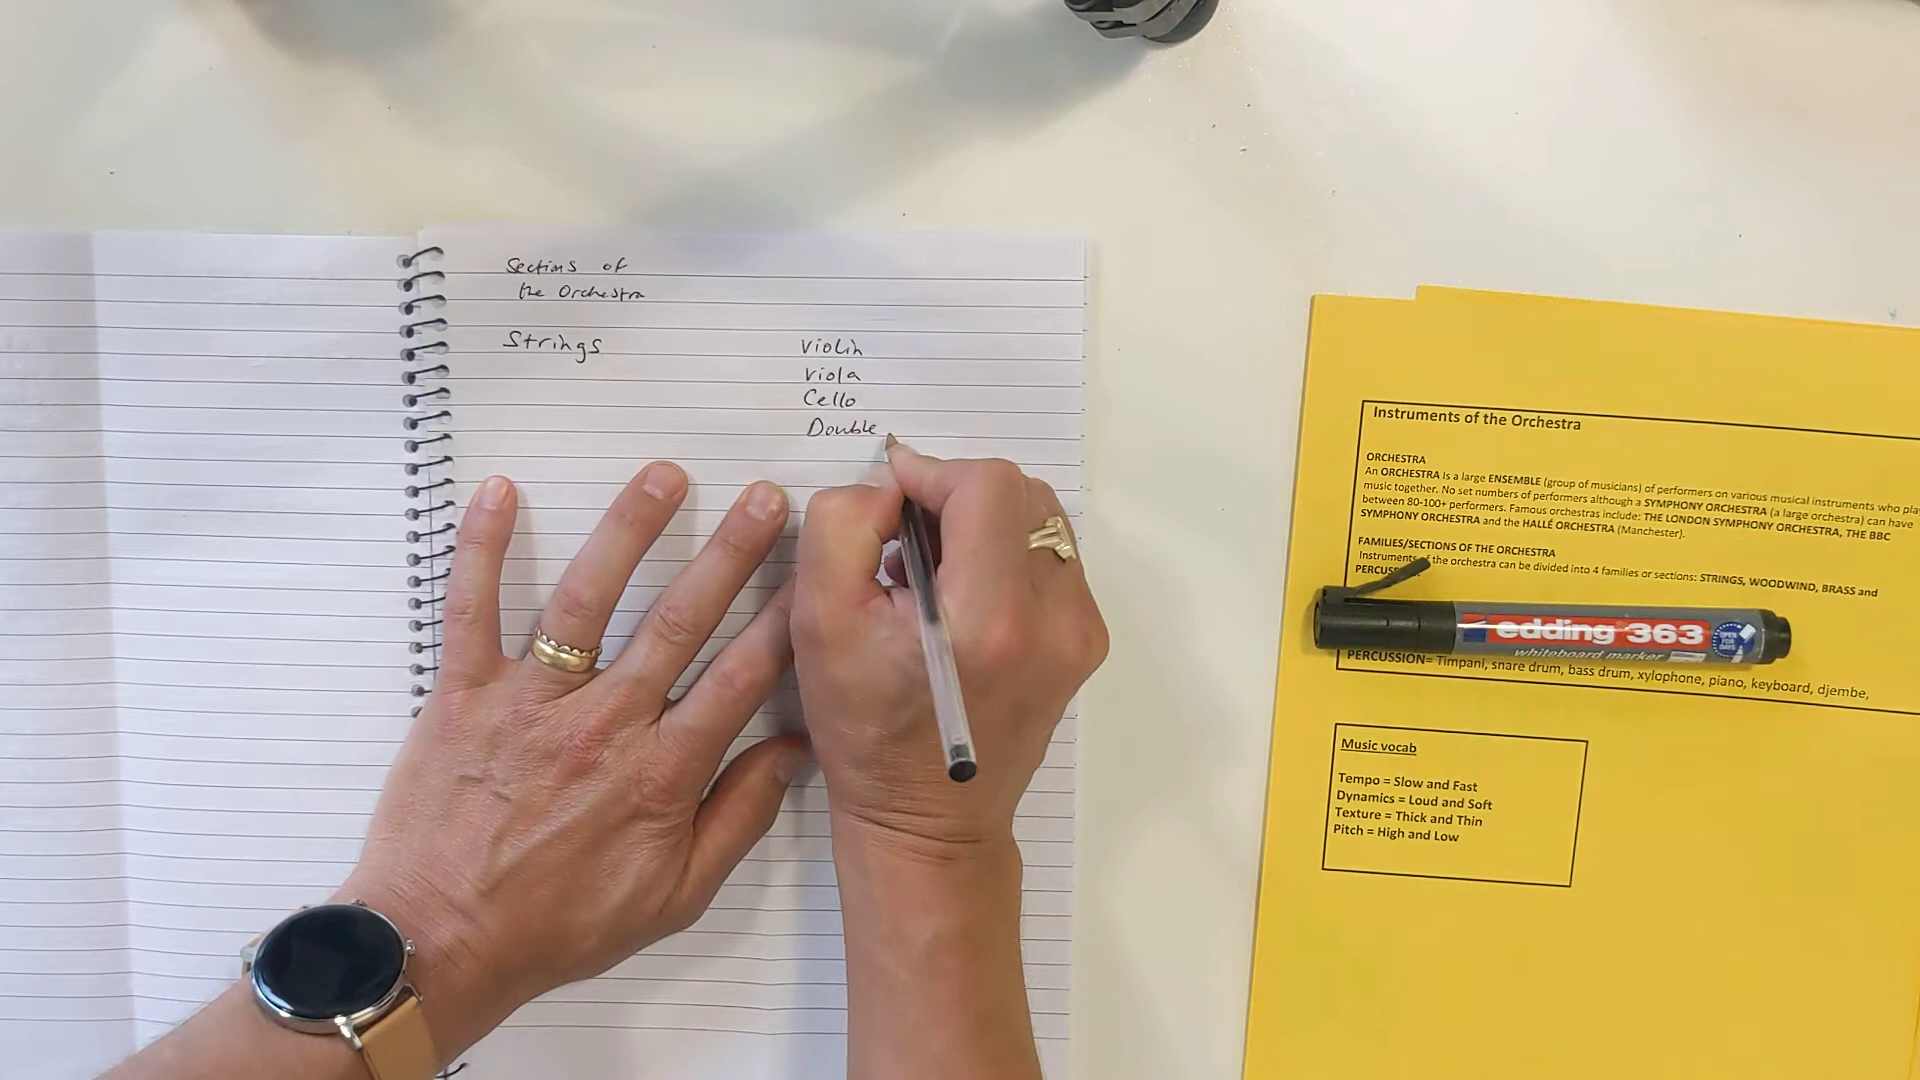 Sections of
the Orchestra
Strings
Violin
Viola
Cello
Double
Instruments of the Orchestra
ORCHESTRA
An ORCHESTRA is a large ENSEMBLE (group of musicians) of performers on various musical instruments who play
music together. No set numbers of performers although a SYMPHONY ORCHESTRA (a large orchestra) can have
between 80-100+ performers. Famous orchestras include: THE LONDON SYMPHONY ORCHESTRA, THE BBC
SYMPHONY ORCHESTRA and the HALLÉ ORCHESTRA (Manchester).
FAMILIES/SECTIONS OF THE ORCHESTRA
Instruments of the orchestra can be divided into 4 families or sections: STRINGS, WOODWIND, BRASS and
edding 363
whiteboard marker
OPEN FOR DAYS
PERCUSSION= Timpani, snare drum, bass drum, xylophone, piano, keyboard, djembe,
Music vocab
Tempo = Slow and Fast
Dynamics = Loud and Soft
Texture = Thick and Thin
Pitch = High and Low